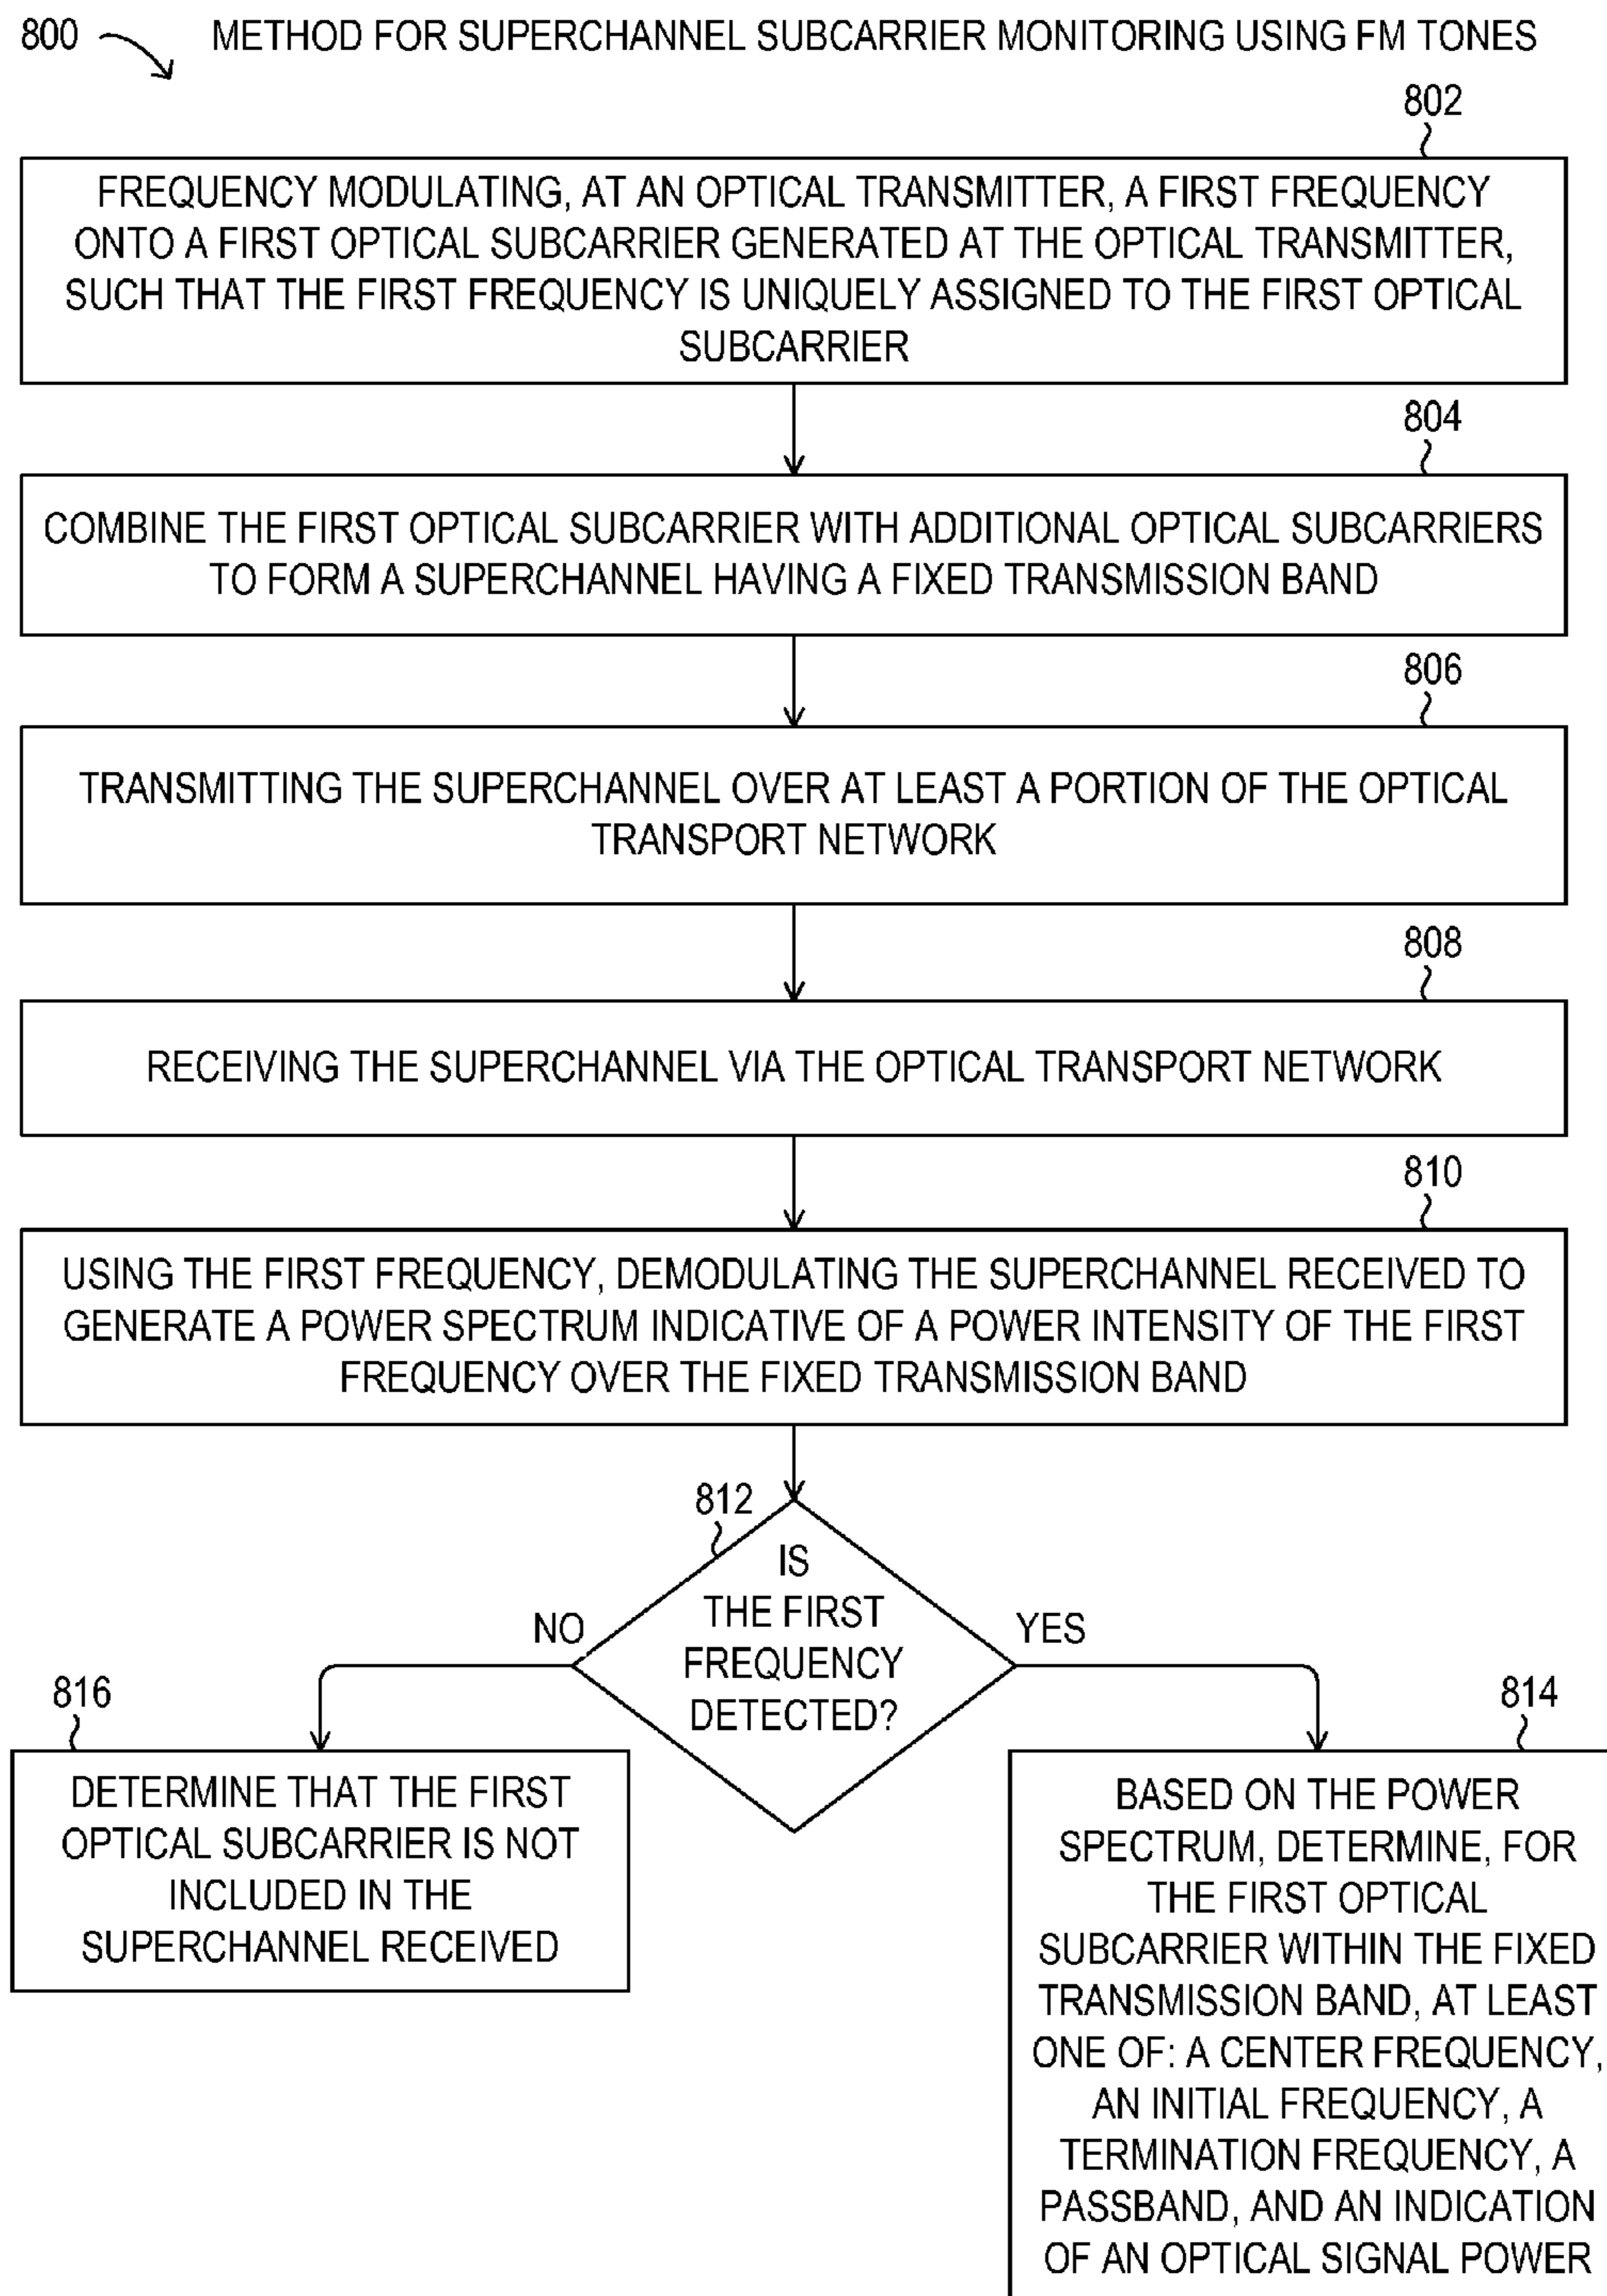 800 METHOD FOR SUPERCHANNEL SUBCARRIER MONITORING USING FM TONES
802
FREQUENCY MODULATING, AT AN OPTICAL TRANSMITTER, A FIRST FREQUENCY
ONTO A FIRST OPTICAL SUBCARRIER GENERATED AT THE OPTICAL TRANSMITTER,
SUCH THAT THE FIRST FREQUENCY IS UNIQUELY ASSIGNED TO THE FIRST OPTICAL
SUBCARRIER
804
COMBINE THE FIRST OPTICAL SUBCARRIER WITH ADDITIONAL OPTICAL SUBCARRIERS
TO FORM A SUPERCHANNEL HAVING A FIXED TRANSMISSION BAND
806
TRANSMITTING THE SUPERCHANNEL OVER AT LEAST A PORTION OF THE OPTICAL
TRANSPORT NETWORK
808
RECEIVING THE SUPERCHANNEL VIA THE OPTICAL TRANSPORT NETWORK
810
USING THE FIRST FREQUENCY, DEMODULATING THE SUPERCHANNEL RECEIVED TO
GENERATE A POWER SPECTRUM INDICATIVE OF A POWER INTENSITY OF THE FIRST
FREQUENCY OVER THE FIXED TRANSMISSION BAND
812
IS
THE FIRST
FREQUENCY
DETECTED?
NO
YES
816
DETERMINE THAT THE FIRST
OPTICAL SUBCARRIER IS NOT
INCLUDED IN THE
SUPERCHANNEL RECEIVED
814
BASED ON THE POWER
SPECTRUM, DETERMINE, FOR
THE FIRST OPTICAL
SUBCARRIER WITHIN THE FIXED
TRANSMISSION BAND, AT LEAST
ONE OF: A CENTER FREQUENCY,
AN INITIAL FREQUENCY, A
TERMINATION FREQUENCY, A
PASSBAND, AND AN INDICATION
OF AN OPTICAL SIGNAL POWER